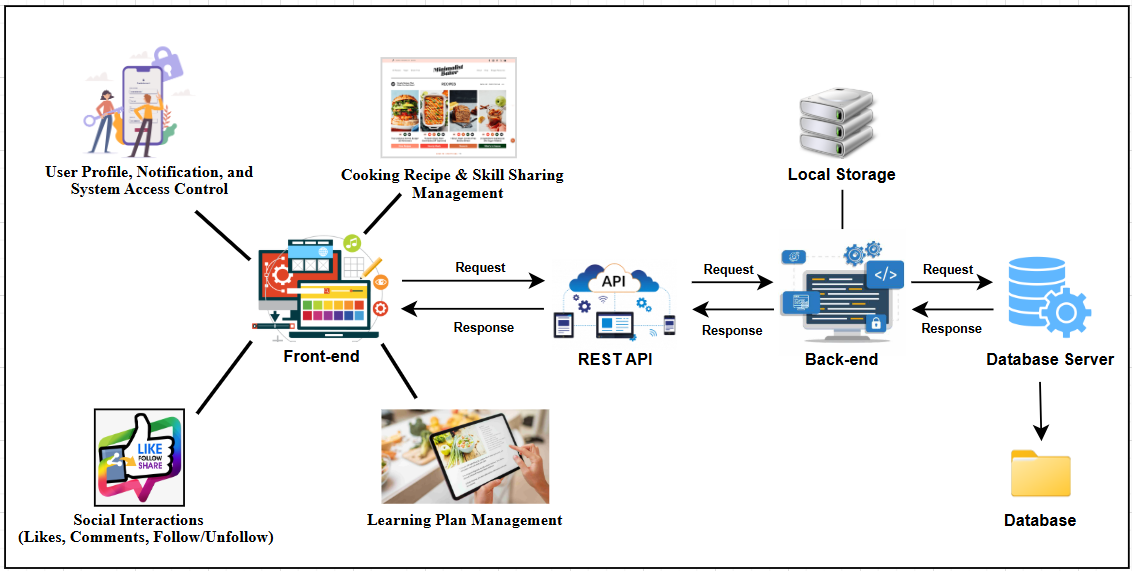 User Profile, Notification, and
System Access Control
Minimalist
Baker
RECIPES
Cooking Recipe & Skill Sharing
Management
Local Storage
Front-end
Request
Response
API
REST API
Request
Response
</>
Back-end
Request
Response
Database Server
LIKE
FOLLOW
SHARE
Social Interactions
(Likes, Comments, Follow/Unfollow)
Learning Plan Management
Database